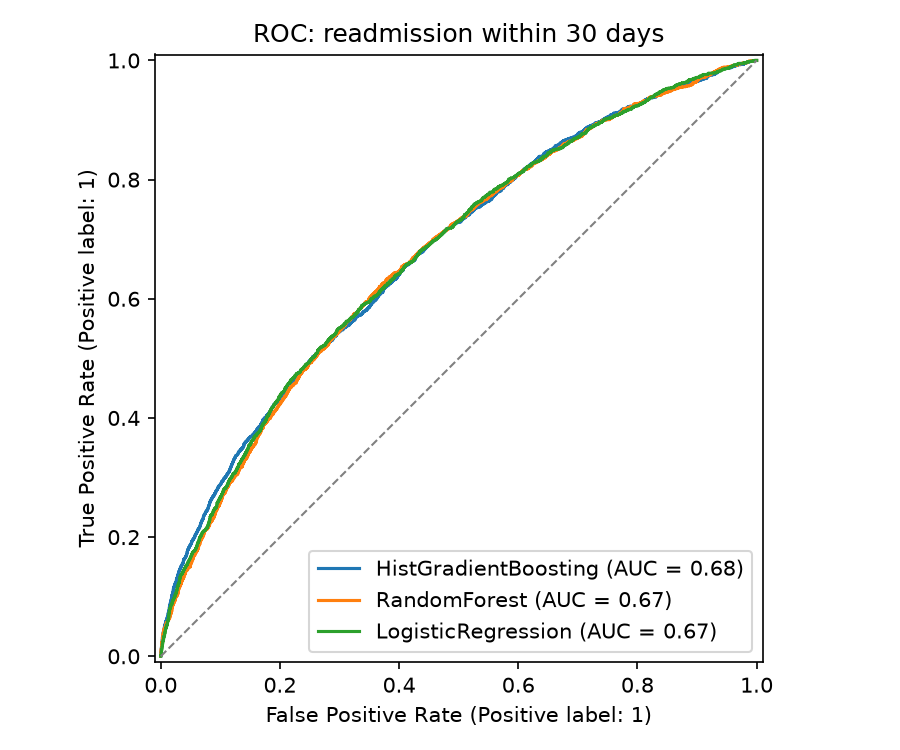 ROC: readmission within 30 days
True Positive Rate (Positive label: 1)
1.0
0.8
0.6
0.4
0.2
0.0
HistGradientBoosting (AUC = 0.68)
RandomForest (AUC = 0.67)
LogisticRegression (AUC = 0.67)
0.0 0.2 0.4 0.6 0.8 1.0
False Positive Rate (Positive label: 1)